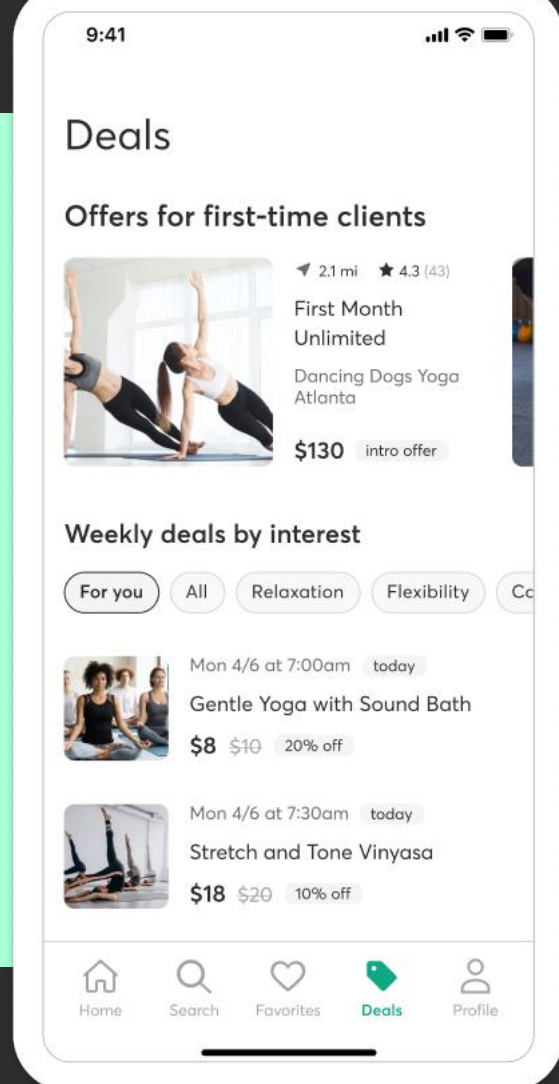 9:41
Deals
Offers for first-time clients
2.1 mi ★ 4.3 (43)
First Month
Unlimited
Dancing Dogs Yoga
Atlanta
$130 intro offer
Weekly deals by interest
For you All Relaxation Flexibility
Mon 4/6 at 7:00am today
Gentle Yoga with Sound Bath
$8 $10 20% off
Mon 4/6 at 7:30am today
Stretch and Tone Vinyasa
$18 $20 10% off
Home Search Favorites Deals Profile